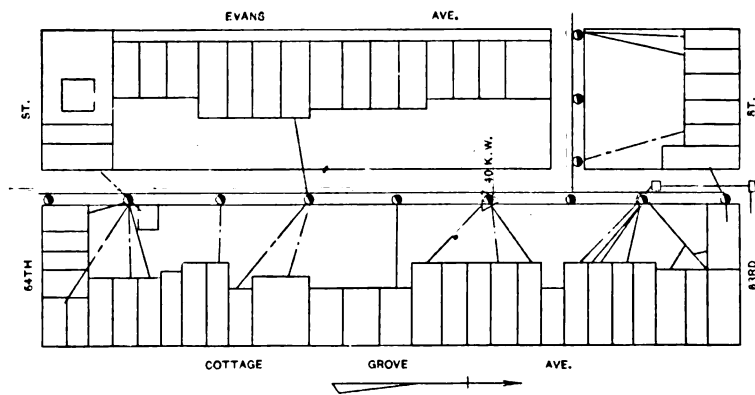 EVANS AVE.
ST.
ST.
40 K.W.
64TH
63RD
COTTAGE GROVE AVE.